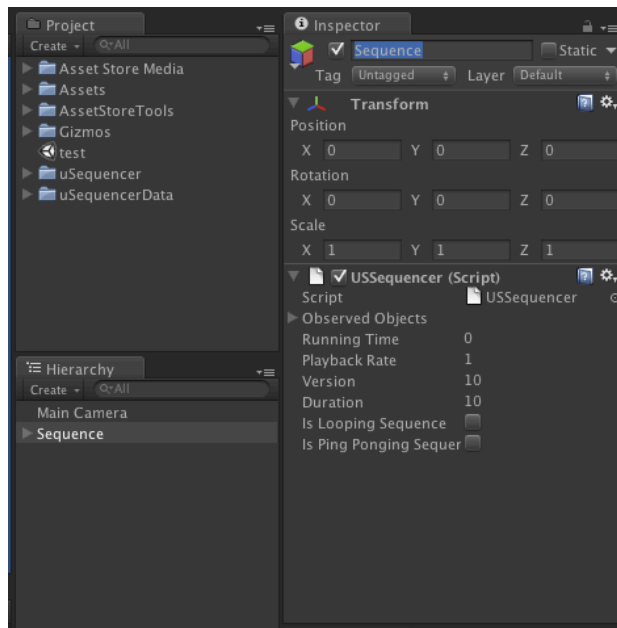 Project
Create
All
Asset Store Media
Assets
AssetStoreTools
Gizmos
test
uSequencer
uSequencerData
Hierarchy
Create
All
Main Camera
Sequence
Inspector
Sequence Static
Tag Untagged Layer Default
Transform
Position
X 0 Y 0 Z 0
Rotation
X 0 Y 0 Z 0
Scale
X 1 Y 1 Z 1
USSequencer (Script)
Script USSequencer
Observed Objects
Running Time 0
Playback Rate 1
Version 10
Duration 10
Is Looping Sequence
Is Ping Ponging Sequer